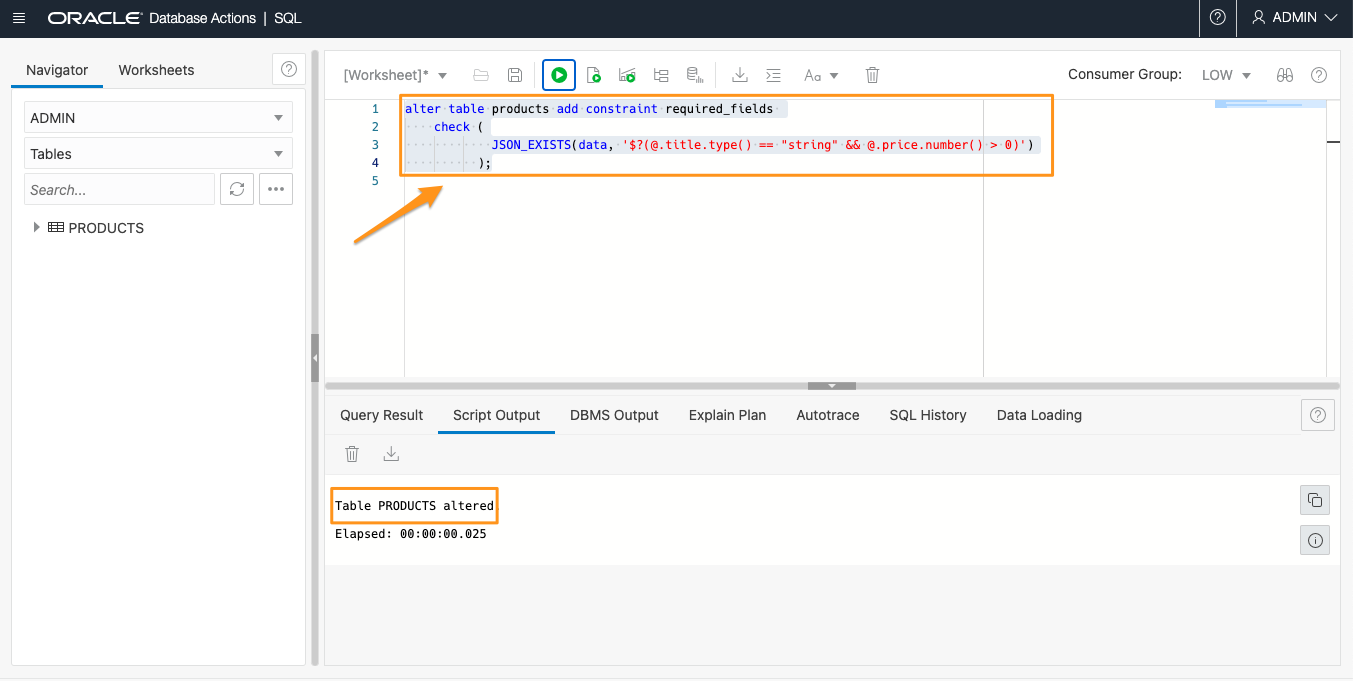 ORACLE Database Actions | SQL
ADMIN
Navigator
Worksheets
ADMIN
Tables
Search...
PRODUCTS
[Worksheet]*
Aa
Consumer Group: LOW
1 alter table products add constraint required_fields
2 check (
3 JSON_EXISTS(data, '$?(@.title.type() == "string" && @.price.number() > 0)')
4 );
5
Query Result
Script Output
DBMS Output
Explain Plan
Autotrace
SQL History
Data Loading
Table PRODUCTS altered
Elapsed: 00:00:00.025